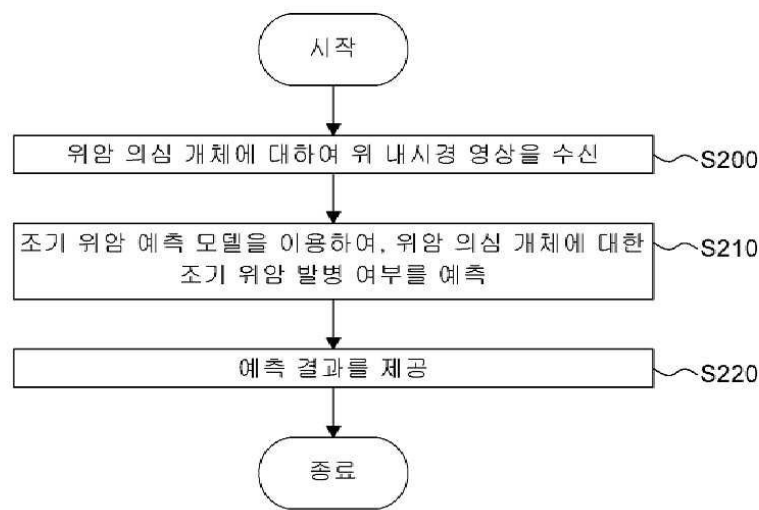 시작
위암 의심 개체에 대하여 위 내시경 영상을 수신
S200
조기 위암 예측 모델을 이용하여, 위암 의심 개체에 대한
조기 위암 발병 여부를 예측
S210
예측 결과를 제공
S220
종료